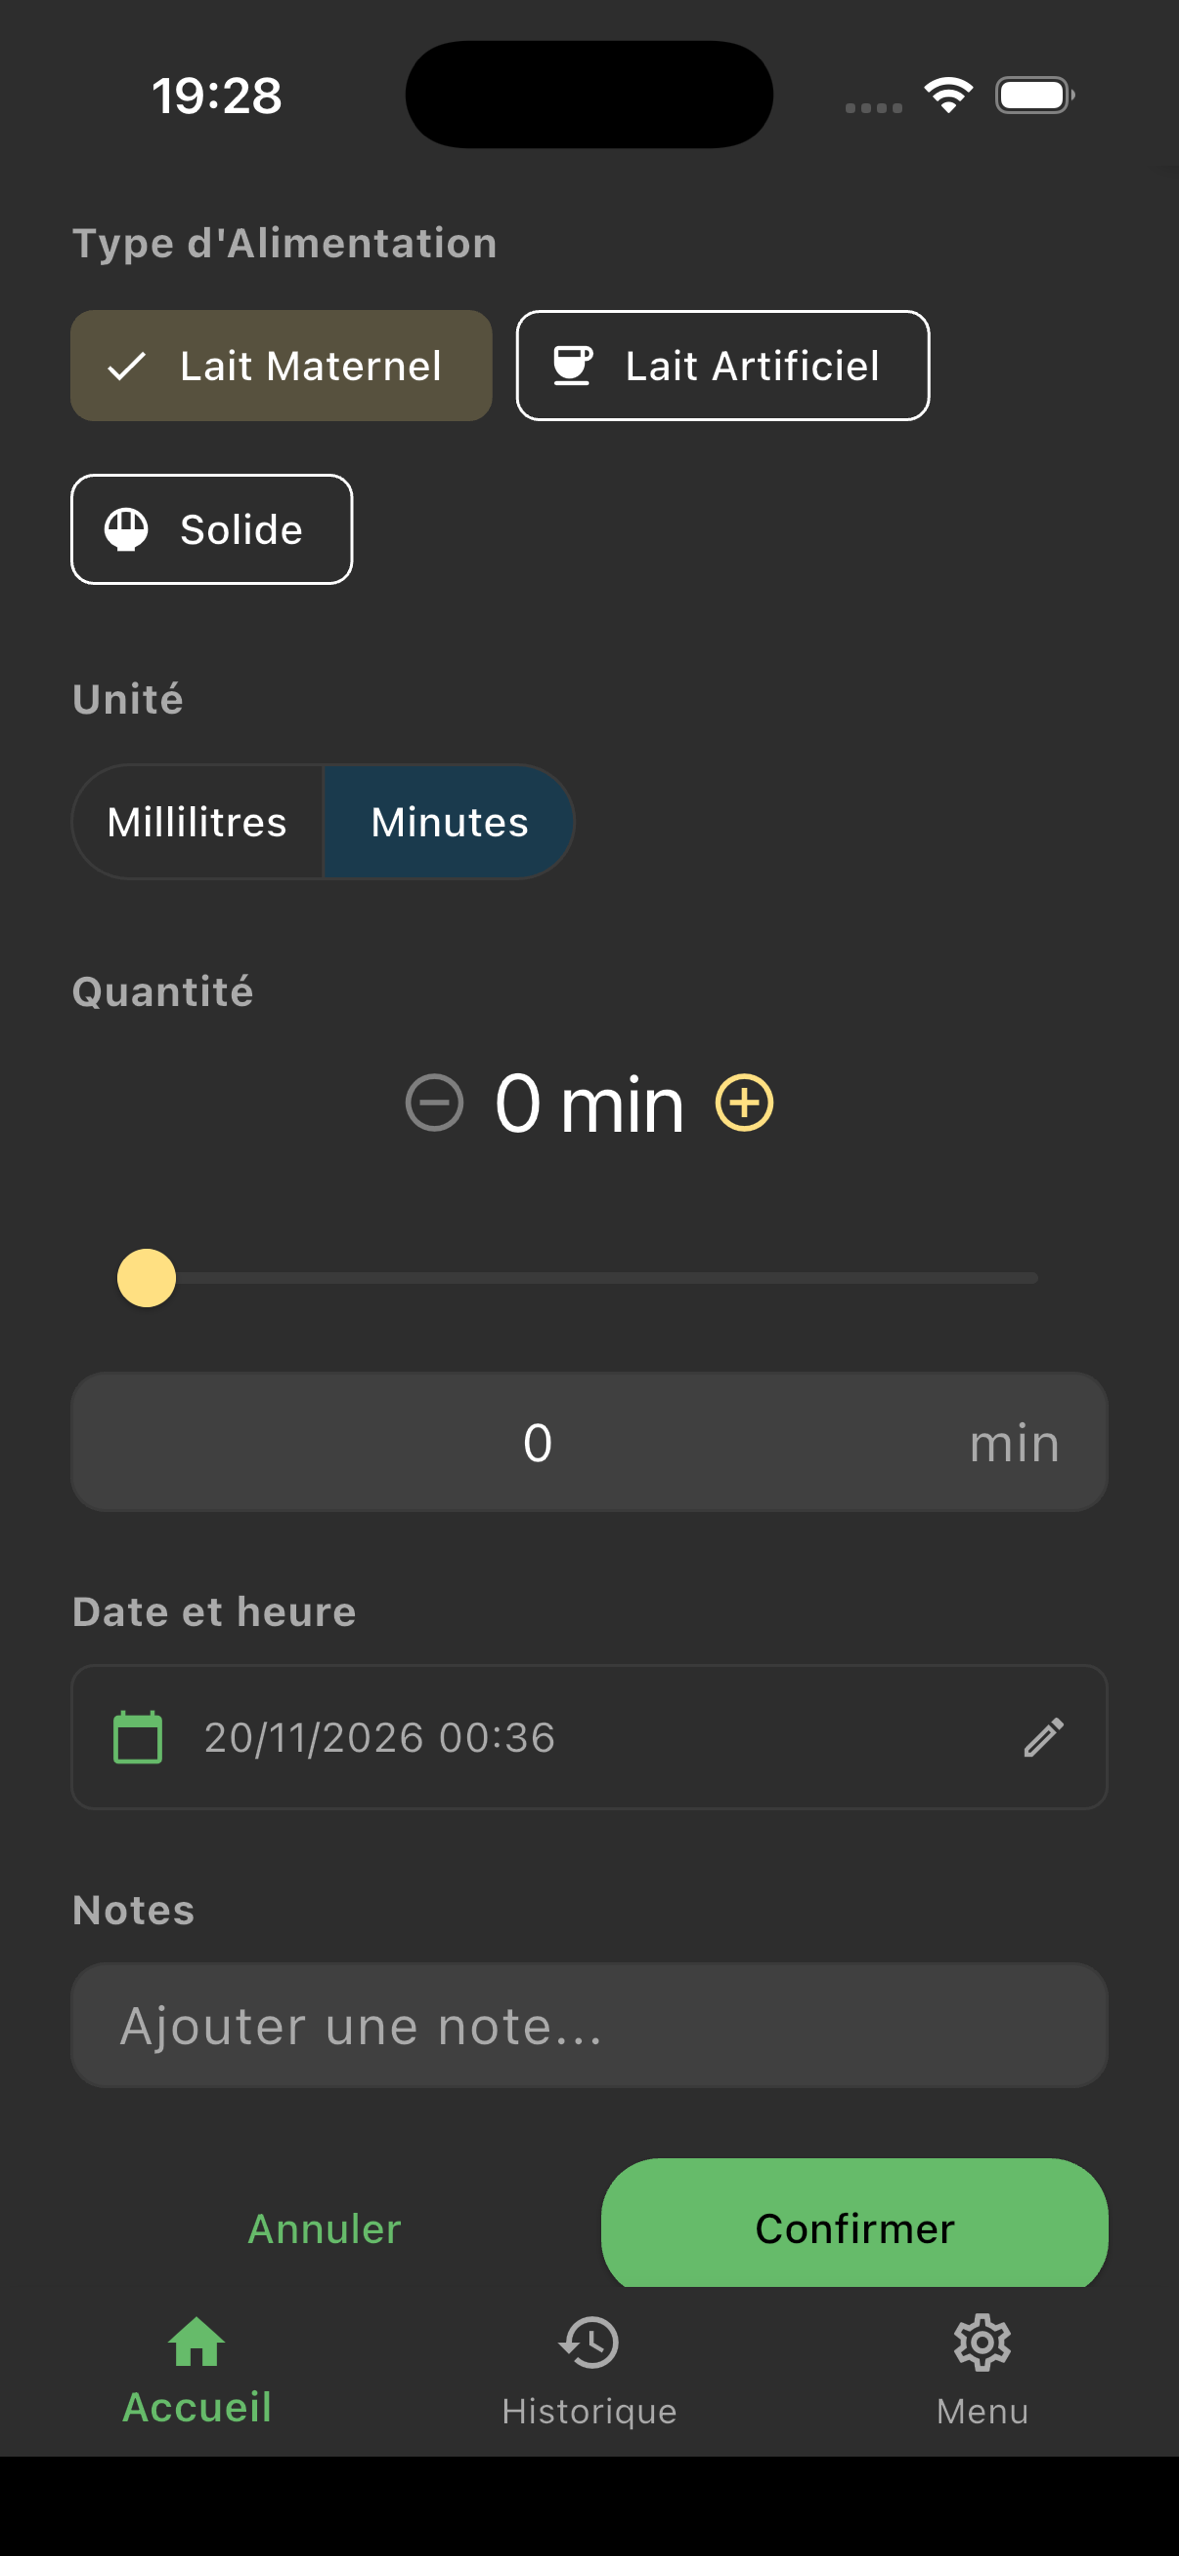 19:28
Type d'Alimentation
Lait Maternel
Lait Artificiel
Solide
Unité
Millilitres
Minutes
Quantité
0 min
0
min
Date et heure
20/11/2026 00:36
Notes
Ajouter une note...
Annuler
Confirmer
Accueil
Historique
Menu